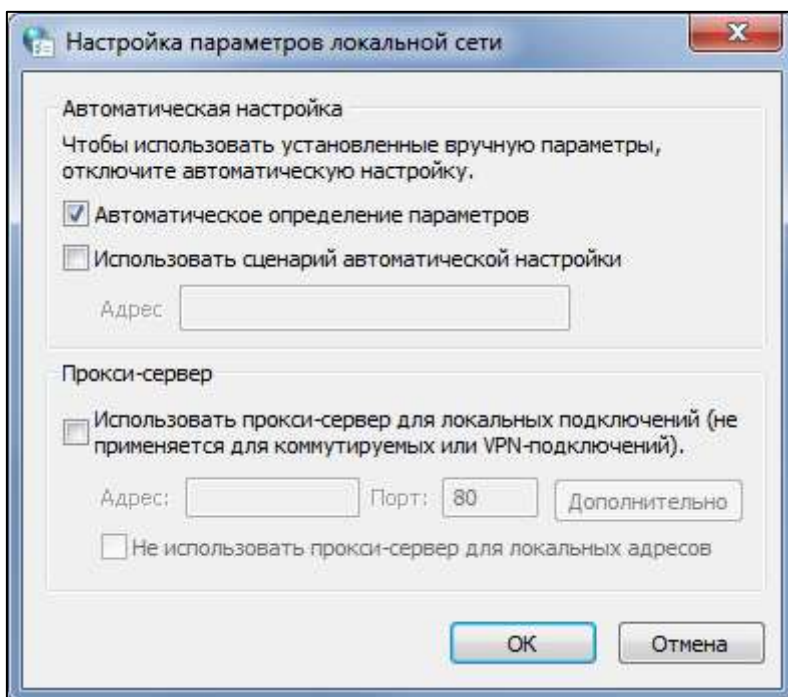 Настройка параметров локальной сети
Автоматическая настройка
Чтобы использовать установленные вручную параметры,
отключите автоматическую настройку.
Автоматическое определение параметров
Использовать сценарий автоматической настройки
Адрес
Прокси-сервер
Использовать прокси-сервер для локальных подключений (не
применяется для коммутируемых или VPN-подключений).
Адрес: Порт: 80 Дополнительно
Не использовать прокси-сервер для локальных адресов
ОК Отмена